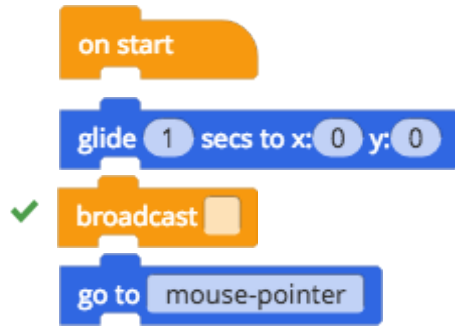 on start
glide 1 secs to x: 0 y: 0
broadcast
go to mouse-pointer